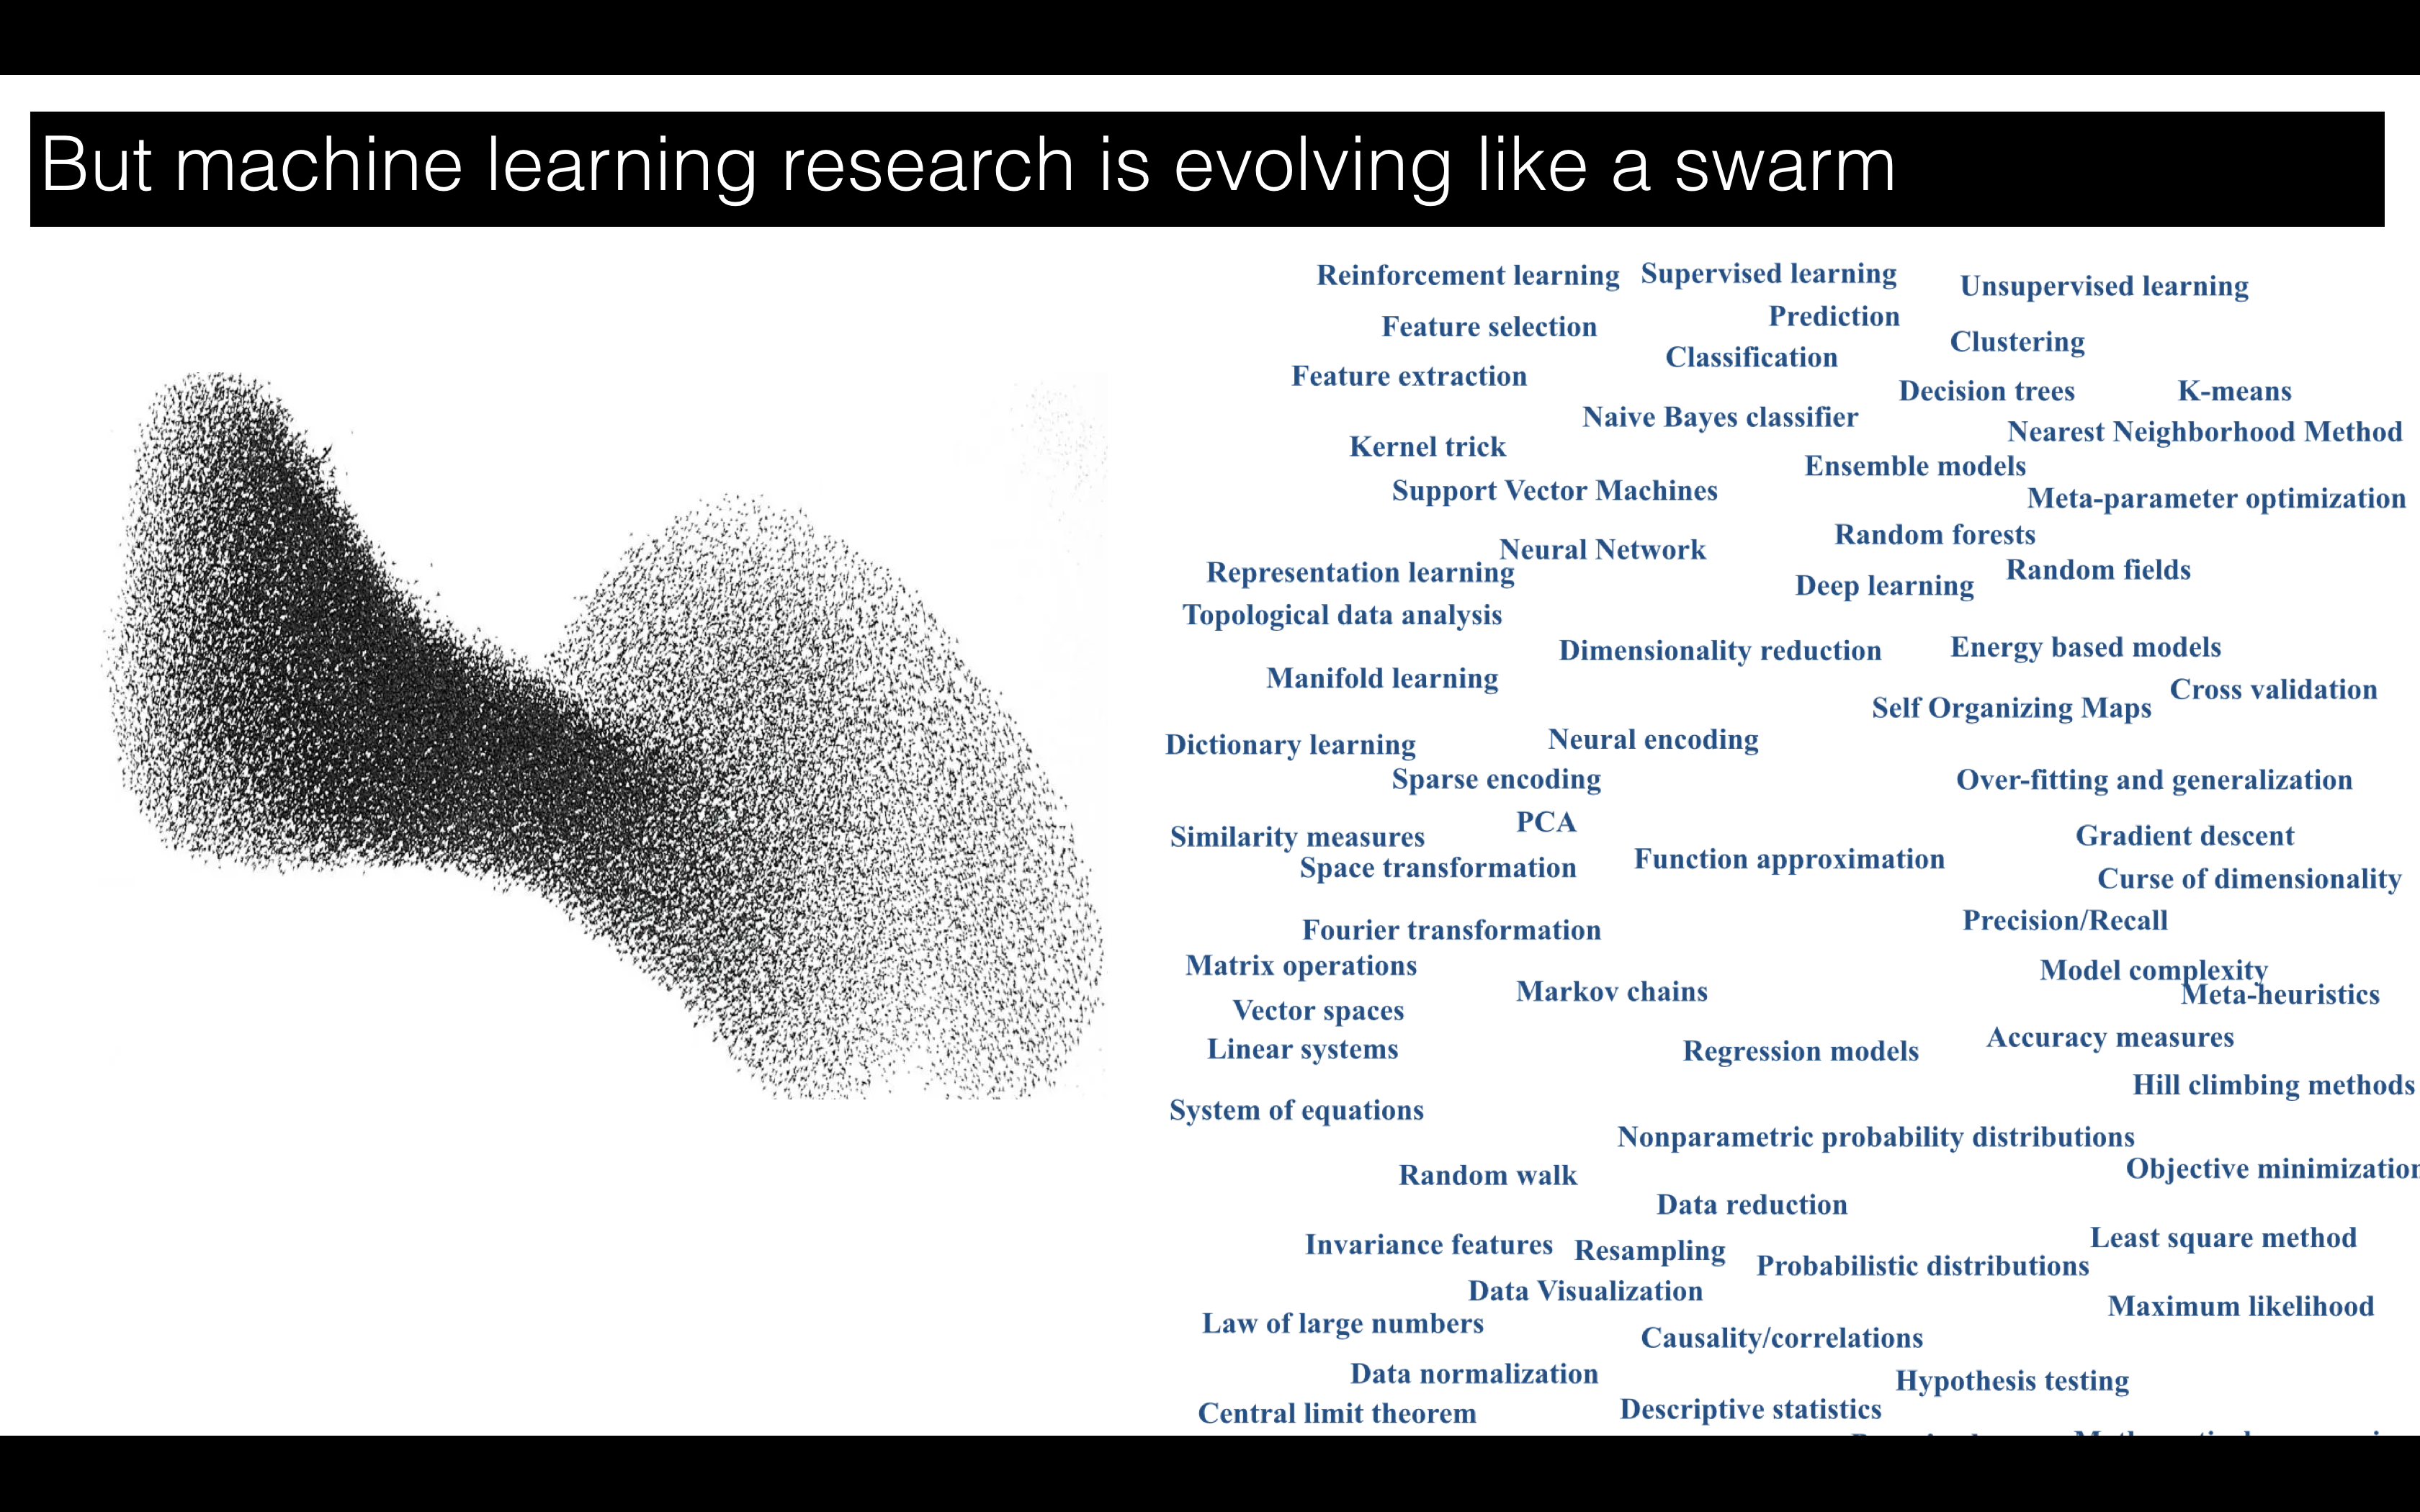 But machine learning research is evolving like a swarm
Reinforcement learning
Supervised learning
Unsupervised learning
Prediction
Feature selection
Clustering
Classification
Feature extraction
Decision trees
K-means
Naive Bayes classifier
Nearest Neighborhood Method
Kernel trick
Ensemble models
Support Vector Machines
Meta-parameter optimization
Random forests
Neural Network
Random fields
Representation learning
Deep learning
Topological data analysis
Dimensionality reduction
Energy based models
Manifold learning
Cross validation
Self Organizing Maps
Dictionary learning
Neural encoding
Sparse encoding
Over-fitting and generalization
PCA
Similarity measures
Gradient descent
Function approximation
Space transformation
Curse of dimensionality
Precision/Recall
Fourier transformation
Matrix operations
Model complexity
Markov chains
Meta-heuristics
Vector spaces
Accuracy measures
Linear systems
Regression models
Hill climbing methods
System of equations
Nonparametric probability distributions
Objective minimization
Random walk
Data reduction
Least square method
Invariance features
Resampling
Probabilistic distributions
Data Visualization
Maximum likelihood
Law of large numbers
Causality/correlations
Data normalization
Hypothesis testing
Descriptive statistics
Central limit theorem